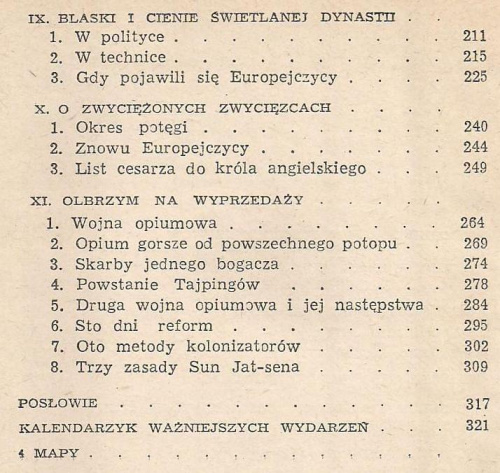 IX. BLASKI I CIENIE ŚWIETLANEJ DYNASTII . .
1. W polityce . . . . . . . . . 211
2. W technice . . . . . . . . . 215
3. Gdy pojawili się Europejczycy . . . . 225
X. O ZWYCIĘŻONYCH ZWYCIĘZCACH . . . .
1. Okres potęgi . . . . . . . . 240
2. Znowu Europejczycy . . . . . . 244
3. List cesarza do króla angielskiego . . . 249
XI. OLBRZYM NA WYPRZEDAŻY . . . . .
1. Wojna opiumowa . . . . . . . 264
2. Opium gorsze od powszechnego potopu . 269
3. Skarby jednego bogacza . . . . . 274
4. Powstanie Tajpingów . . . . . . 278
5. Druga wojna opiumowa i jej następstwa . 284
6. Sto dni reform . . . . . . . 295
7. Oto metody kolonizatorów . . . . 302
8. Trzy zasady Sun Jat-sena . . . . 309
POSŁOWIE . . . . . . . . . . 317
KALENDARZYK WAŻNIEJSZYCH WYDARZEŃ . . 321
4 MAPY . . . . . . . . . . .